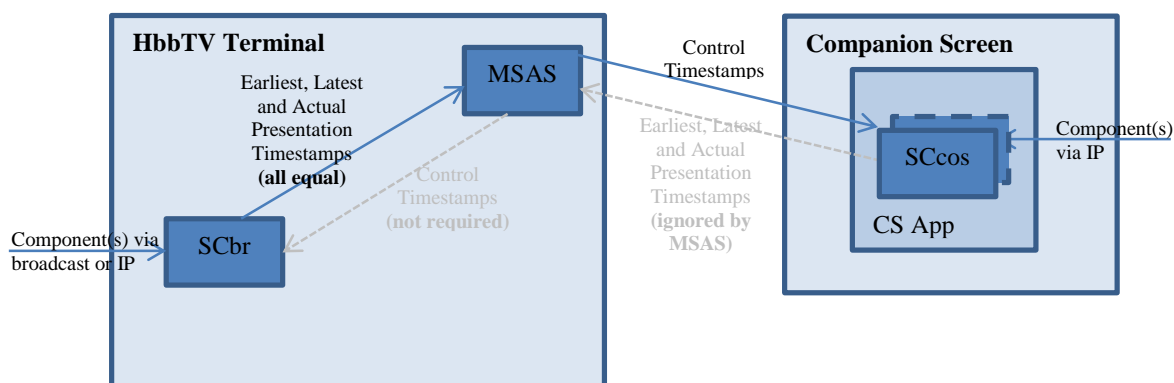 HbbTV Terminal
MSAS
Earliest, Latest
and Actual
Presentation
Timestamps
(all equal)
Control
Timestamps
(not required)
SCbr
Component(s) via
broadcast or IP
Control
Timestamps
Earliest, Latest
and Actual
Presentation
Timestamps
(ignored by
MSAS)
Companion Screen
SCcos
CS App
Component(s)
via IP